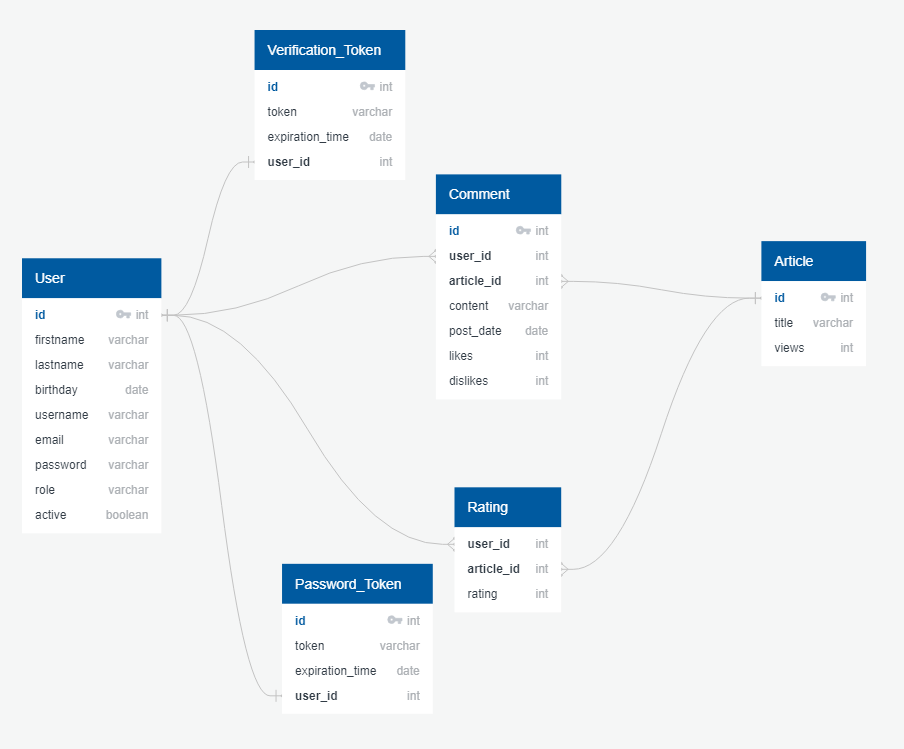 Verification_Token
id int
token varchar
expiration_time date
user_id int
Comment
id int
user_id int
article_id int
content varchar
post_date date
likes int
dislikes int
Article
id int
title varchar
views int
User
id int
firstname varchar
lastname varchar
birthday date
username varchar
email varchar
password varchar
role varchar
active boolean
Rating
user_id int
article_id int
rating int
Password_Token
id int
token varchar
expiration_time date
user_id int